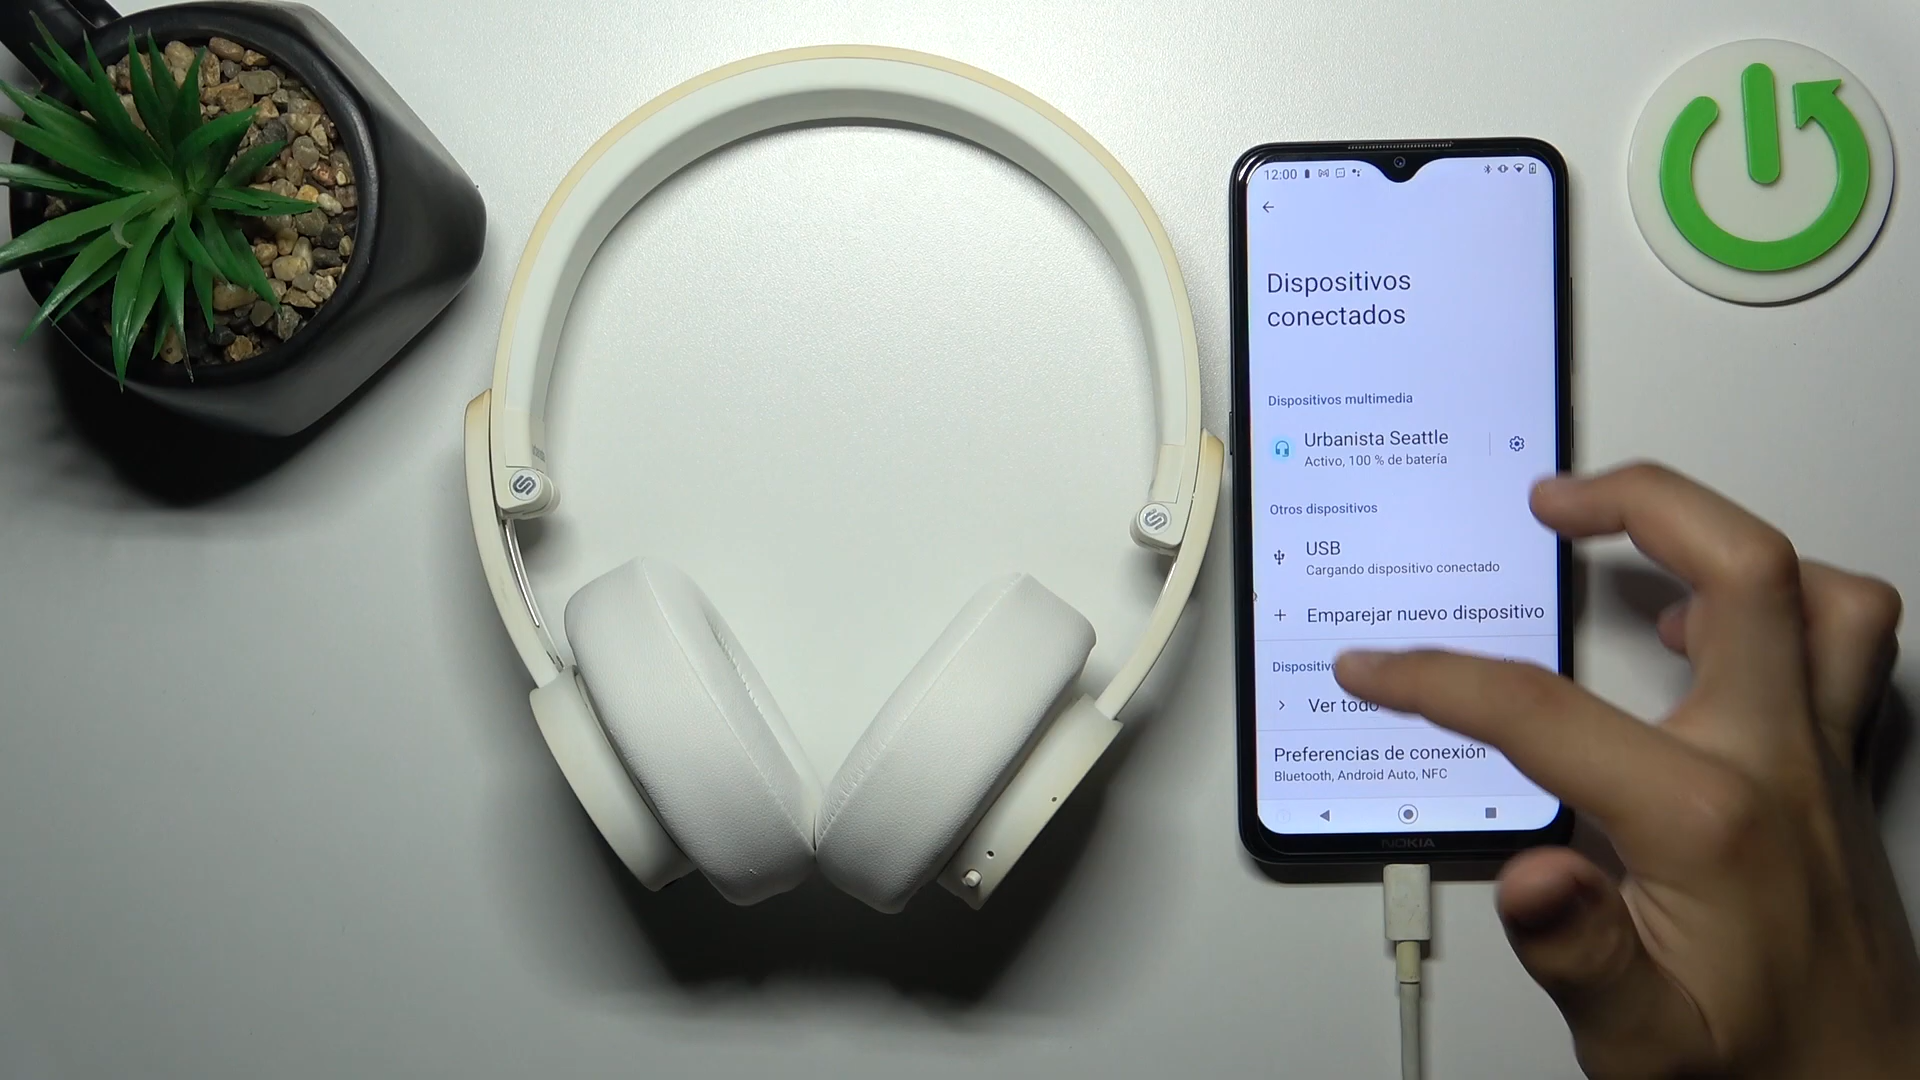 12:00
Dispositivos
conectados
Dispositivos multimedia
Urbanista Seattle
Activo, 100 % de batería
Otros dispositivos
USB
Cargando dispositivo conectado
Emparejar nuevo dispositivo
Ver todo
Preferencias de conexión
Bluetooth, Android Auto, NFC
NOKIA